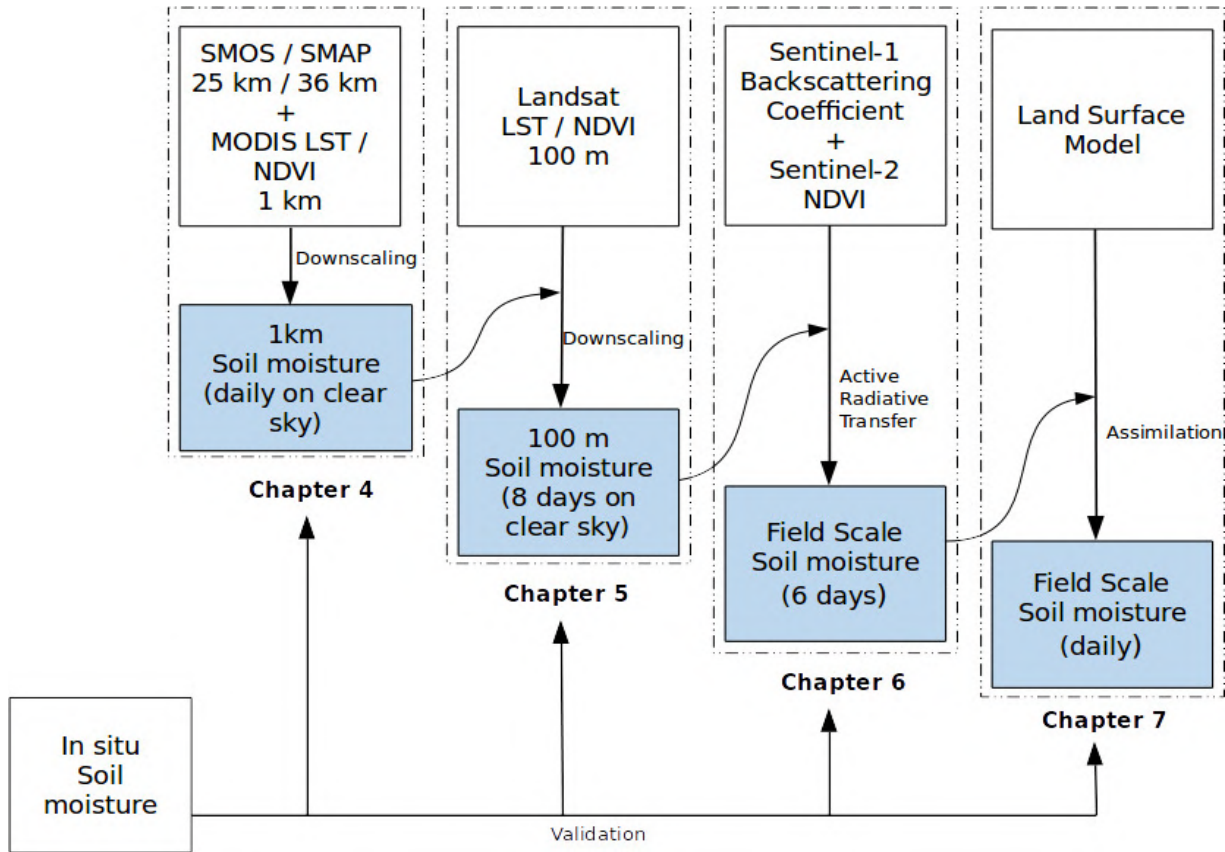 SMOS / SMAP
25 km / 36 km
+
MODIS LST /
NDVI
1 km
Downscaling
1km
Soil moisture
(daily on clear
sky)
Chapter 4
Landsat
LST / NDVI
100 m
Downscaling
100 m
Soil moisture
(8 days on
clear sky)
Chapter 5
Sentinel-1
Backscattering
Coefficient
+
Sentinel-2
NDVI
Active
Radiative
Transfer
Field Scale
Soil moisture
(6 days)
Chapter 6
Land Surface
Model
Assimilation
Field Scale
Soil moisture
(daily)
Chapter 7
In situ
Soil
moisture
Validation